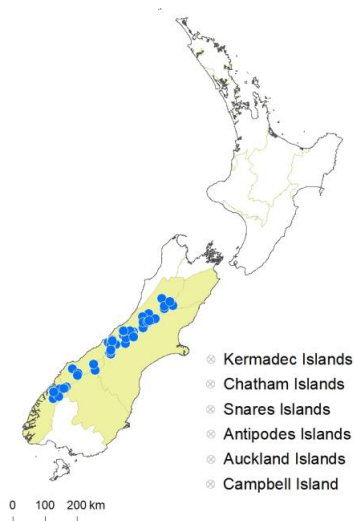 Kermadec Islands
Chatham Islands
Snares Islands
Antipodes Islands
Auckland Islands
Campbell Island
0 100 200 km